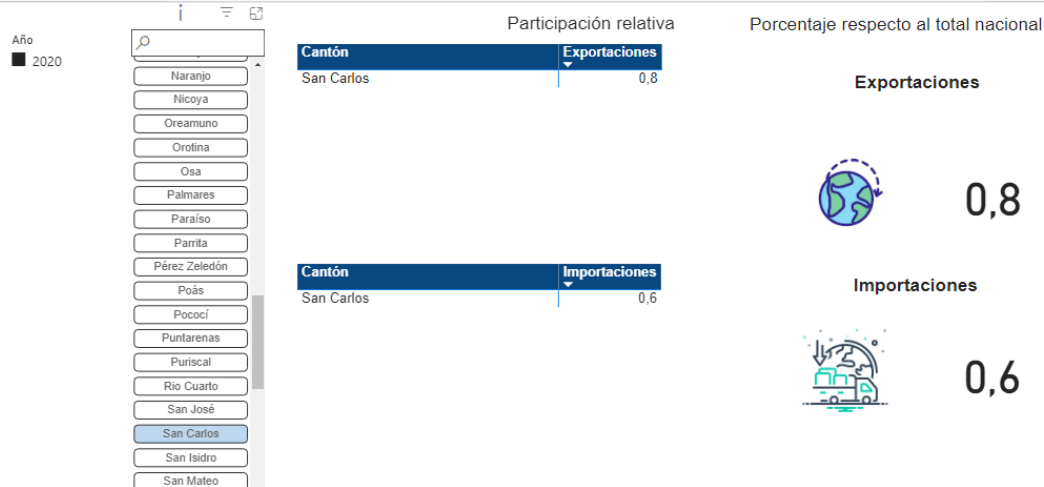 Año
2020
Naranjo
Nicoya
Oreamuno
Orotina
Osa
Palmares
Paraíso
Parrita
Pérez Zeledón
Poás
Pococí
Puntarenas
Puriscal
Rio Cuarto
San José
San Carlos
San Isidro
San Mateo
Participación relativa
Cantón Exportaciones
San Carlos 0,8
Cantón Importaciones
San Carlos 0,6
Porcentaje respecto al total nacional
Exportaciones
0,8
Importaciones
0,6